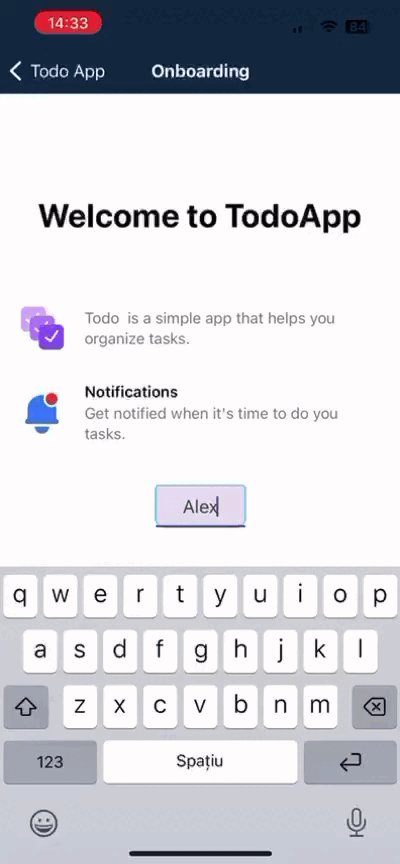 14:33
84
Todo App
Onboarding
Welcome to TodoApp
Todo is a simple app that helps you
organize tasks.
Notifications
Get notified when it's time to do you
tasks.
Alex
q w e r t y u i o p
a s d f g h j k l
z x c v b n m
123
Spațiu